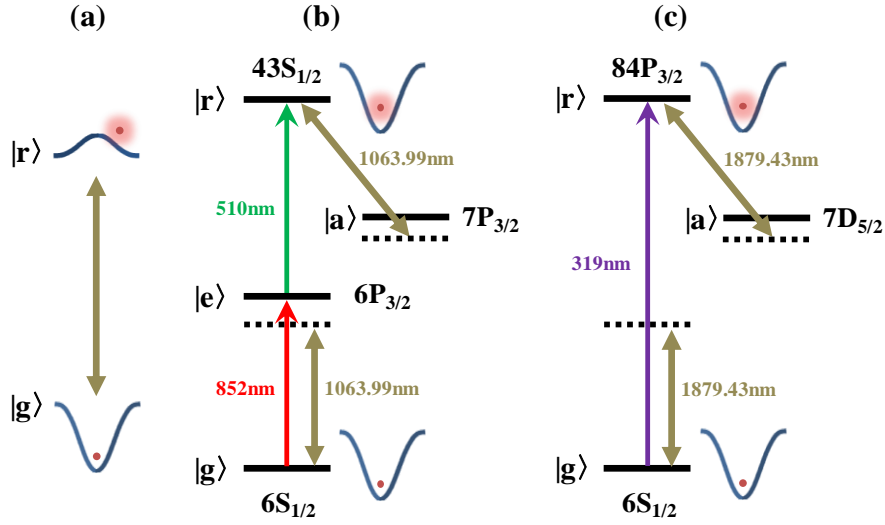 (a)
|r⟩
|g⟩
(b)
43S1/2
|r⟩
1063.99nm
510nm
|a⟩
7P3/2
|e⟩
6P3/2
852nm
1063.99nm
|g⟩
6S1/2
(c)
84P3/2
|r⟩
1879.43nm
|a⟩
7D5/2
319nm
1879.43nm
|g⟩
6S1/2